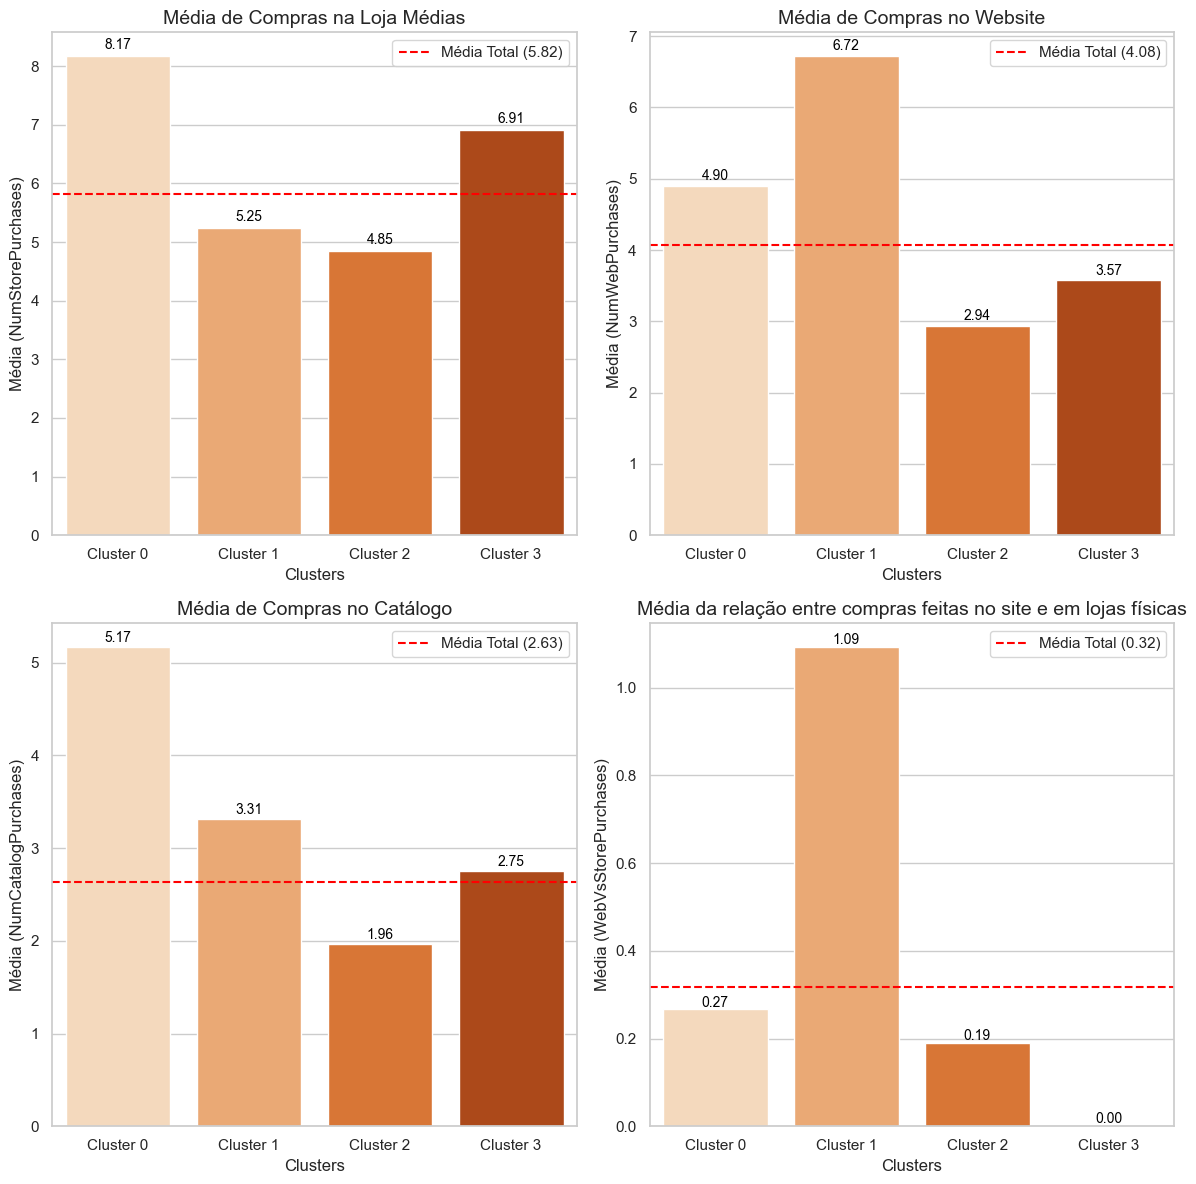 Média de Compras na Loja Médias
Média (NumStorePurchases)
8
7
6
5
4
3
2
1
0
8.17
5.25
4.85
6.91
Média Total (5.82)
Cluster 0
Cluster 1
Cluster 2
Cluster 3
Clusters
Média de Compras no Website
Média (NumWebPurchases)
7
6
5
4
3
2
1
0
4.90
6.72
2.94
3.57
Média Total (4.08)
Cluster 0
Cluster 1
Cluster 2
Cluster 3
Clusters
Média de Compras no Catálogo
Média (NumCatalogPurchases)
5
4
3
2
1
0
5.17
3.31
1.96
2.75
Média Total (2.63)
Cluster 0
Cluster 1
Cluster 2
Cluster 3
Clusters
Média da relação entre compras feitas no site e em lojas físicas
Média (WebVsStorePurchases)
1.0
0.8
0.6
0.4
0.2
0.0
0.27
1.09
0.19
0.00
Média Total (0.32)
Cluster 0
Cluster 1
Cluster 2
Cluster 3
Clusters